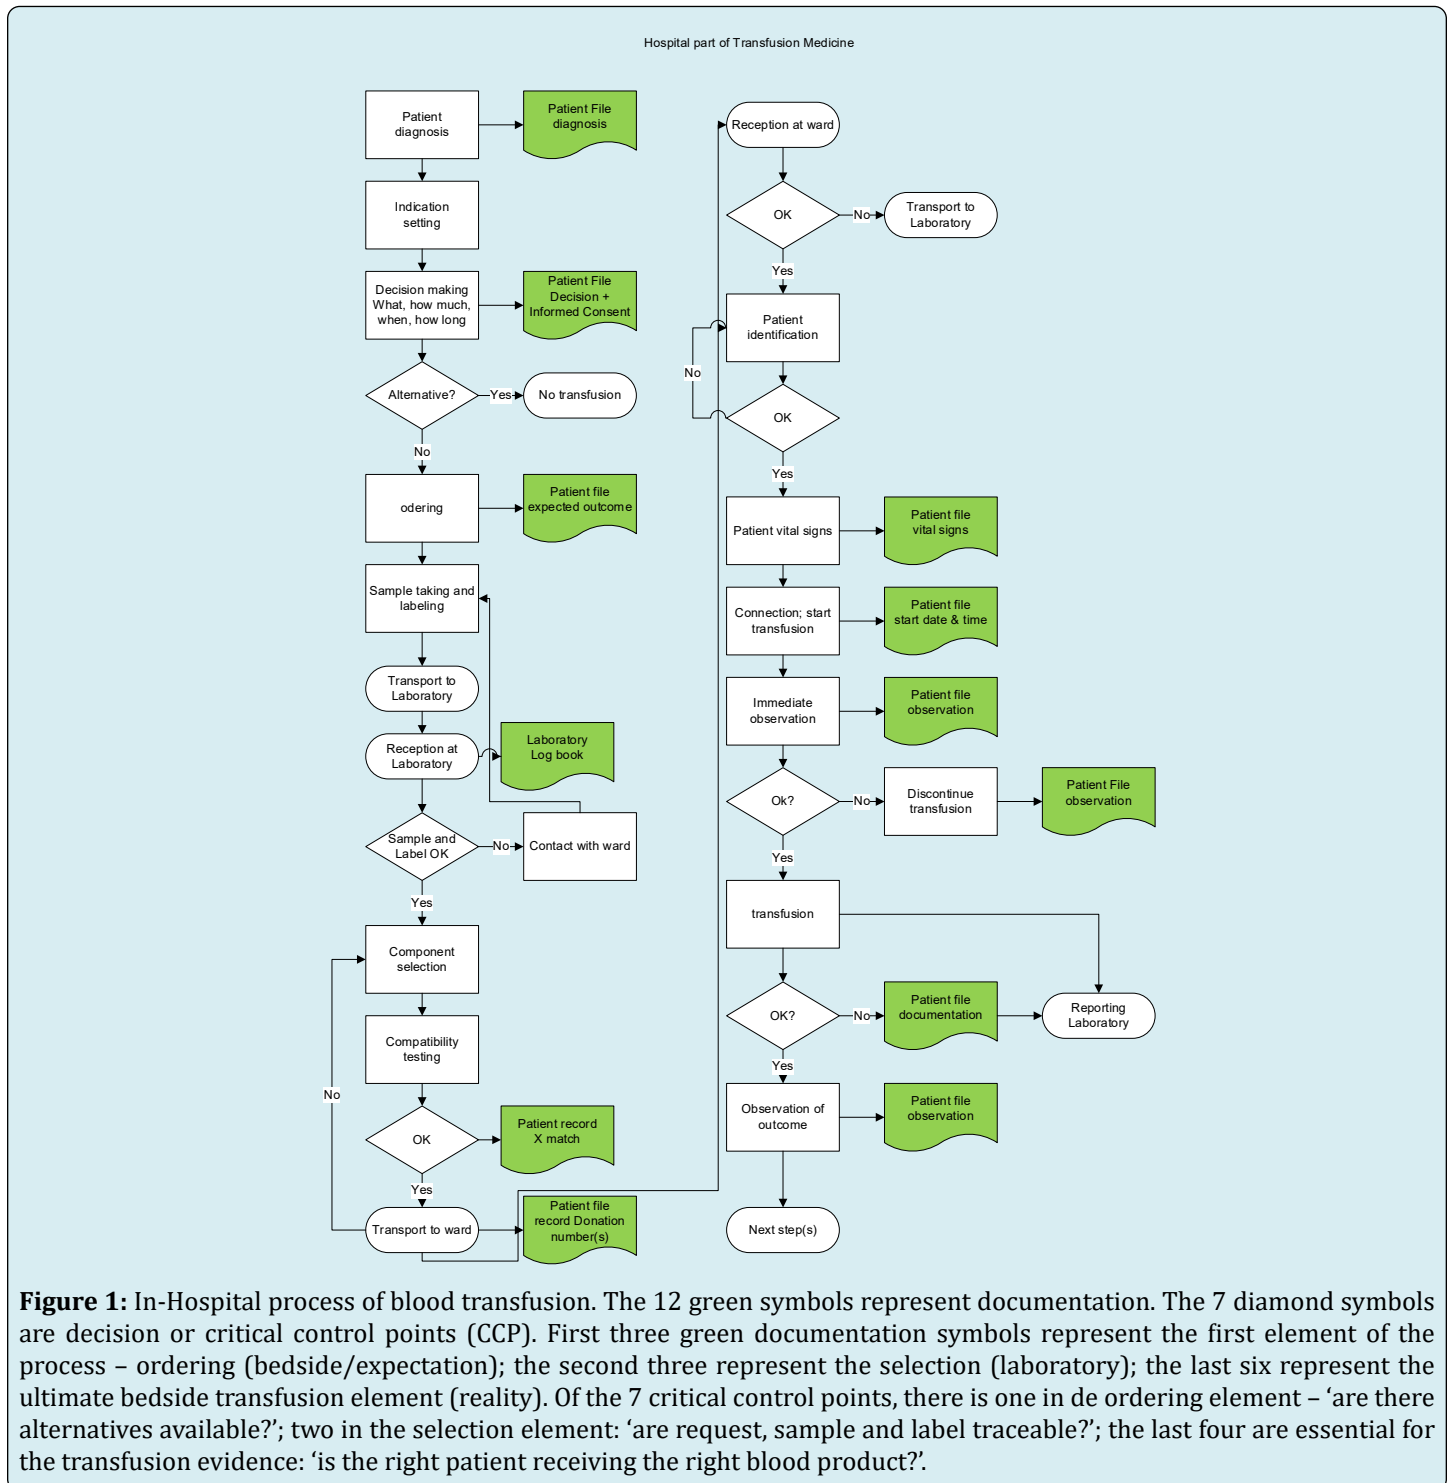 Hospital part of Transfusion Medicine
Patient
diagnosis
Patient File
diagnosis
Indication
setting
Decision making
What, how much,
when, how long
Patient File
Decision +
Informed Consent
Alternative?
Yes
No transfusion
No
odering
Patient file
expected outcome
Sample taking and
labeling
Transport to
Laboratory
Reception at
Laboratory
Laboratory
Log book
Sample and
Label OK
No
Contact with ward
Yes
Component
selection
Compatibility
testing
No
OK
Patient record
X match
Yes
Transport to ward
Patient file
record Donation
number(s)
Reception at ward
OK
No
Transport to
Laboratory
Yes
Patient
identification
No
OK
Yes
Patient vital signs
Patient file
vital signs
Connection; start
transfusion
Patient file
start date & time
Immediate
observation
Patient file
observation
Ok?
No
Discontinue
transfusion
Patient File
observation
Yes
transfusion
OK?
No
Patient file
documentation
Reporting
Laboratory
Yes
Observation of
outcome
Patient file
observation
Next step(s)
Figure 1: In-Hospital process of blood transfusion. The 12 green symbols represent documentation. The 7 diamond symbols
are decision or critical control points (CCP). First three green documentation symbols represent the first element of the
process – ordering (bedside/expectation); the second three represent the selection (laboratory); the last six represent the
ultimate bedside transfusion element (reality). Of the 7 critical control points, there is one in de ordering element – ‘are there
alternatives available?’; two in the selection element: ‘are request, sample and label traceable?’; the last four are essential for
the transfusion evidence: ‘is the right patient receiving the right blood product?’.